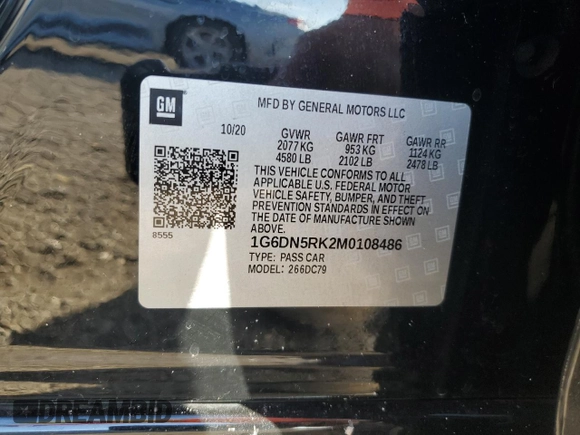 GM
MFD BY GENERAL MOTORS LLC
10/20 GVWR GAWR FRT GAWR RR
2077 KG 953 KG 1124 KG
4580 LB 2102 LB 2478 LB
THIS VEHICLE CONFORMS TO ALL
APPLICABLE U.S. FEDERAL MOTOR
VEHICLE SAFETY, BUMPER, AND THEFT
PREVENTION STANDARDS IN EFFECT ON
THE DATE OF MANUFACTURE SHOWN
ABOVE.
8555
1G6DN5RK2M0108486
TYPE: PASS CAR
MODEL: 266DC79
DREAMBID